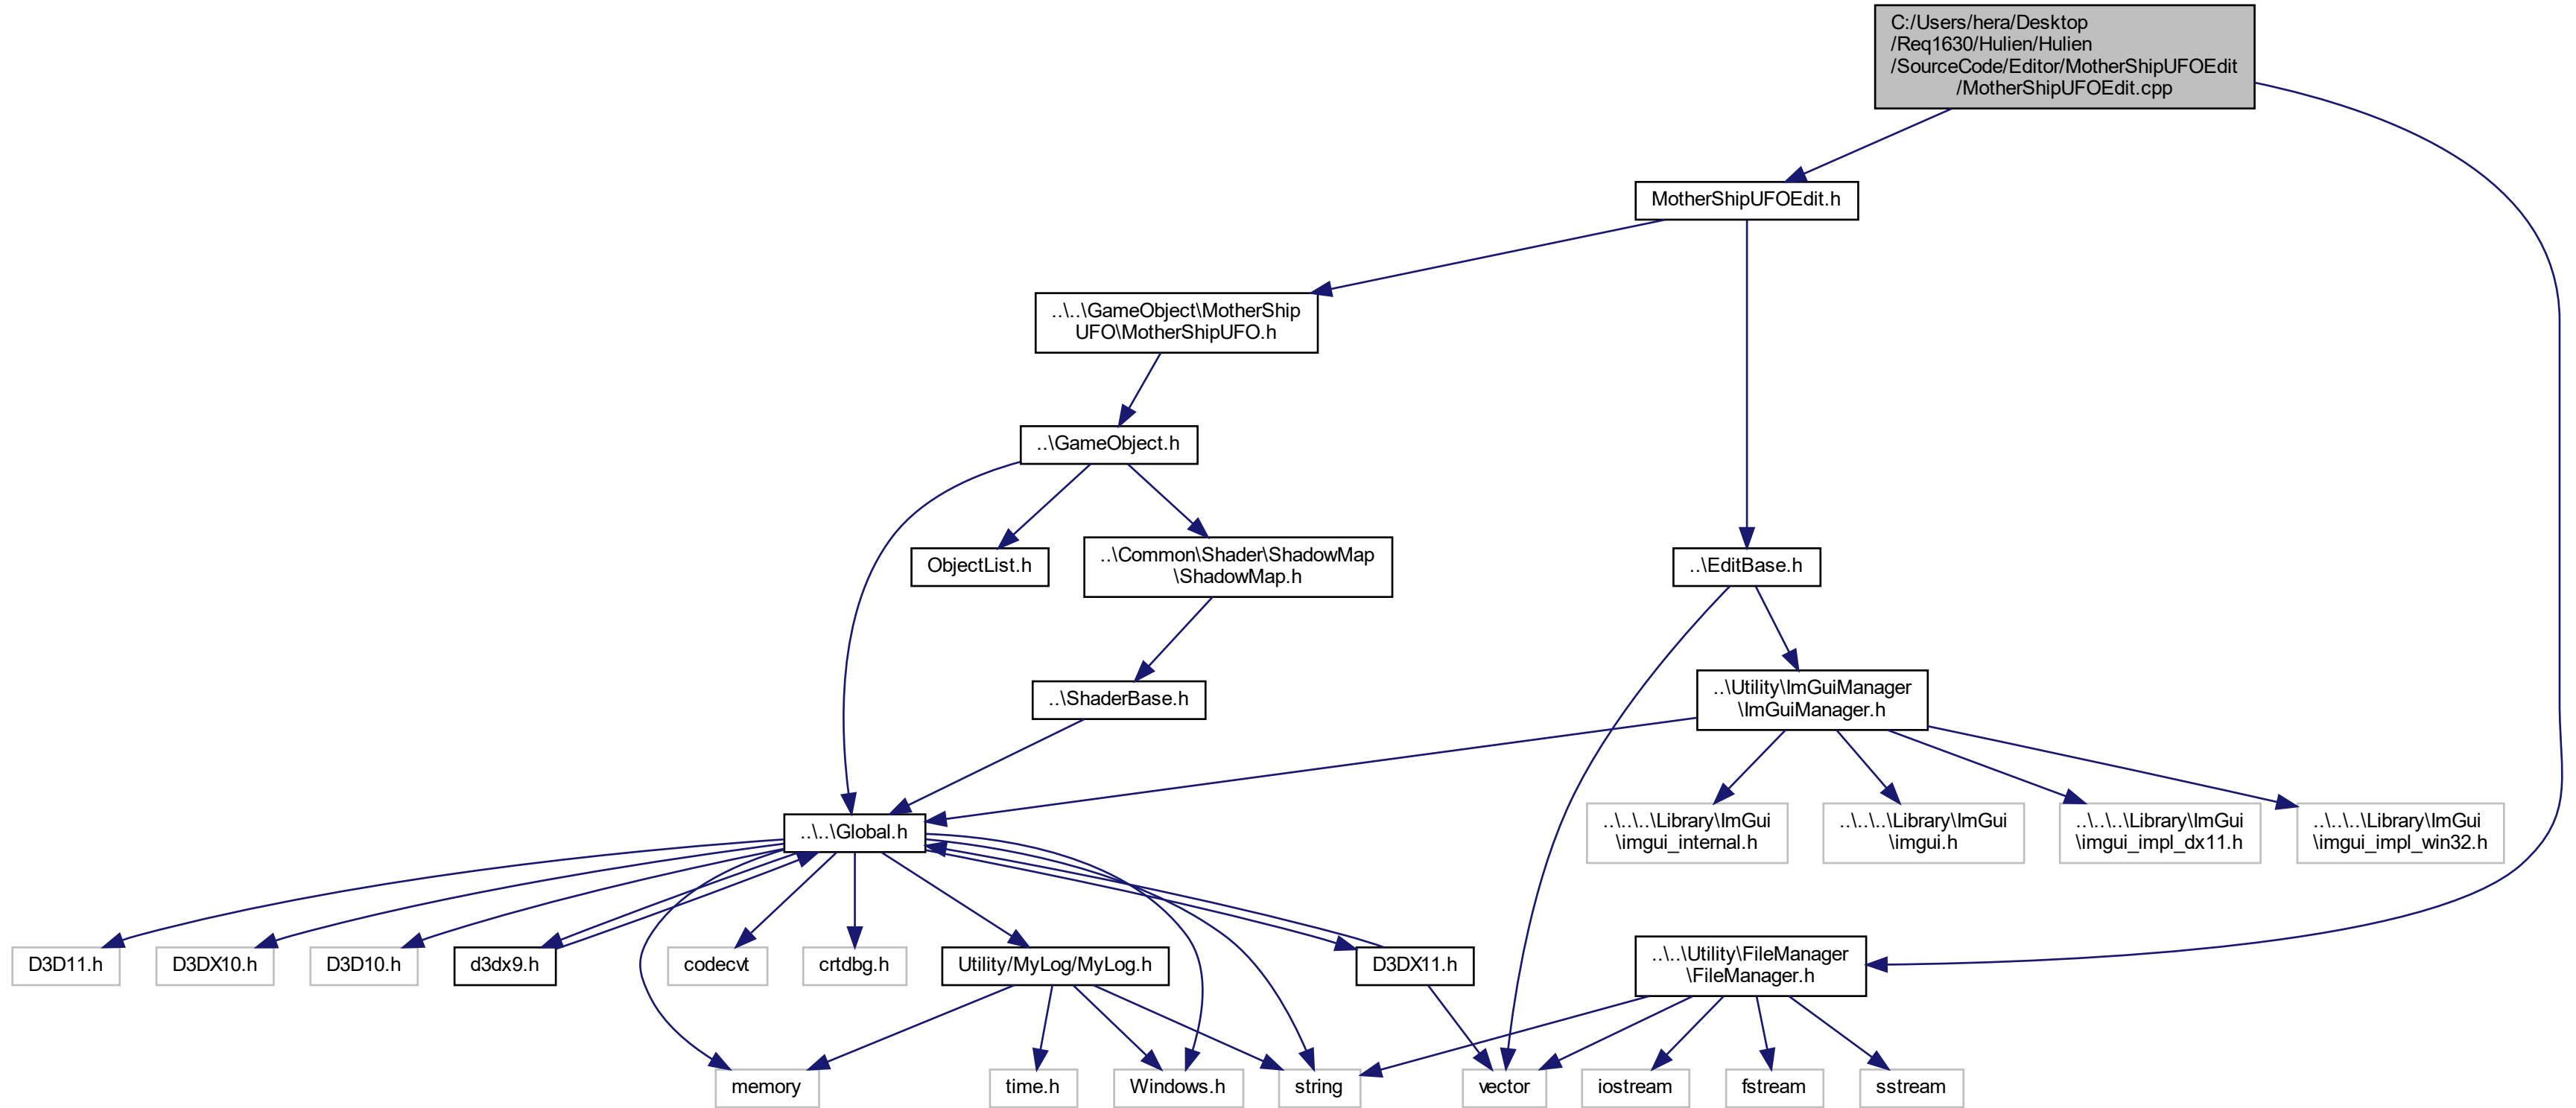 C:/Users/hera/Desktop
/Req1630/Hulien/Hulien
/SourceCode/Editor/MotherShipUFOEdit
/MotherShipUFOEdit.cpp
MotherShipUFOEdit.h
..\..\GameObject\MotherShip
UFO\MotherShipUFO.h
..\GameObject.h
ObjectList.h
..\Common\Shader\ShadowMap
\ShadowMap.h
..\EditBase.h
..\ShaderBase.h
..\Utility\ImGuiManager
\ImGuiManager.h
..\..\Global.h
..\..\..\Library\ImGui
\imgui_internal.h
..\..\..\Library\ImGui
\imgui.h
..\..\..\Library\ImGui
\imgui_impl_dx11.h
..\..\..\Library\ImGui
\imgui_impl_win32.h
D3D11.h
D3DX10.h
D3D10.h
d3dx9.h
codecvt
crtdbg.h
Utility/MyLog/MyLog.h
D3DX11.h
..\..\Utility\FileManager
\FileManager.h
memory
time.h
Windows.h
string
vector
iostream
fstream
sstream